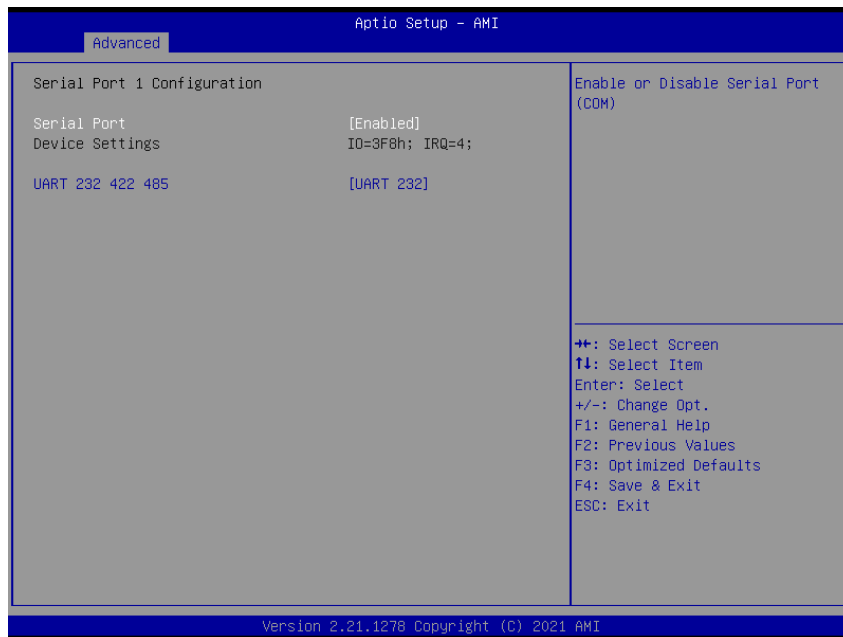 Aptio Setup – AMI
Advanced
Serial Port 1 Configuration
Serial Port [Enabled]
Device Settings IO=3F8h; IRQ=4;
UART 232 422 485 [UART 232]
Enable or Disable Serial Port
(COM)
→←: Select Screen
↑↓: Select Item
Enter: Select
+/-: Change Opt.
F1: General Help
F2: Previous Values
F3: Optimized Defaults
F4: Save & Exit
ESC: Exit
Version 2.21.1278 Copyright (C) 2021 AMI